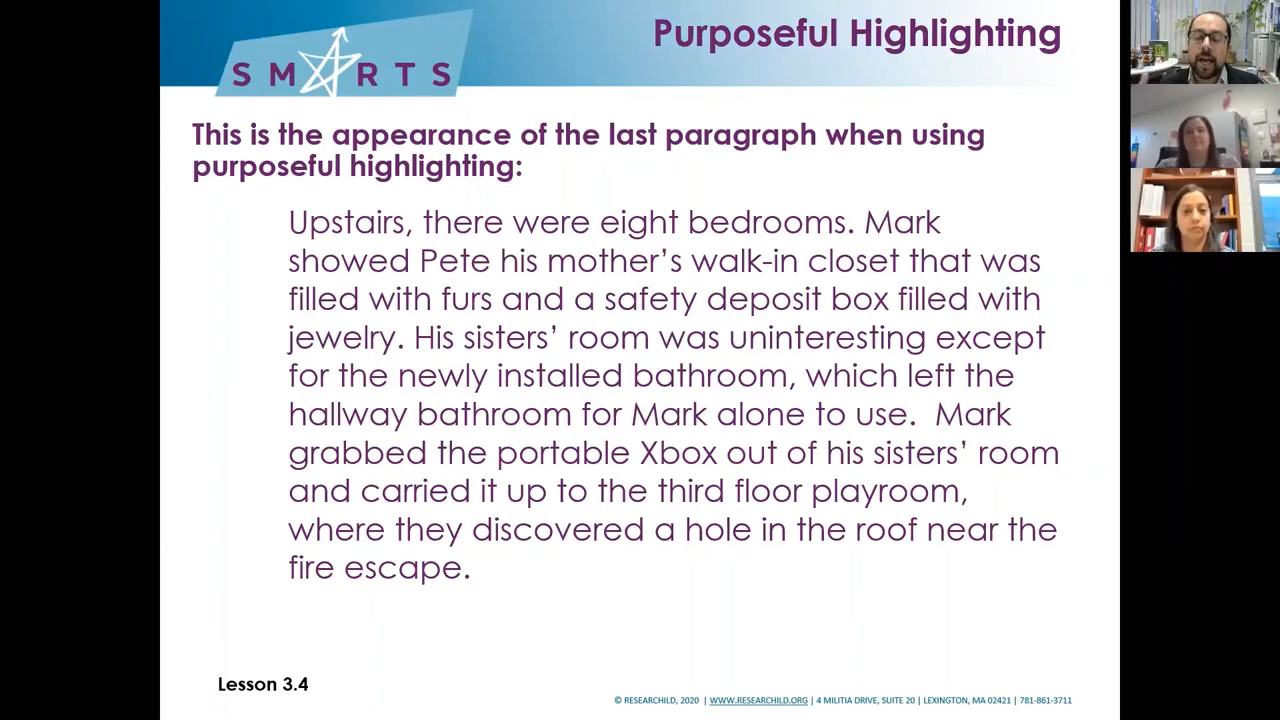 Purposeful Highlighting
SMARTS
This is the appearance of the last paragraph when using
purposeful highlighting:
Upstairs, there were eight bedrooms. Mark
showed Pete his mother’s walk-in closet that was
filled with furs and a safety deposit box filled with
jewelry. His sisters’ room was uninteresting except
for the newly installed bathroom, which left the
hallway bathroom for Mark alone to use.  Mark
grabbed the portable Xbox out of his sisters’ room
and carried it up to the third floor playroom,
where they discovered a hole in the roof near the
fire escape.
Lesson 3.4
© RESEARCHILD, 2020 | WWW.RESEARCHILD.ORG | 4 MILITIA DRIVE, SUITE 20 | LEXINGTON, MA 02421 | 781-861-3711